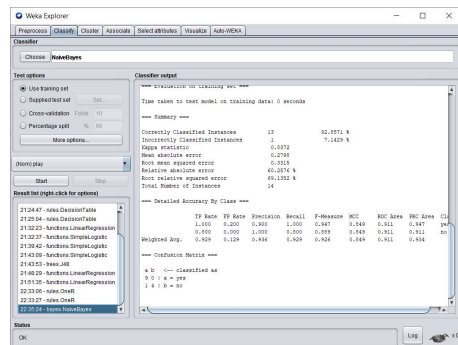 Weka Explorer
Preprocess Classify Cluster Associate Select attributes Visualize Auto-WEKA
Classifier
Choose NaiveBayes
Test options
Use training set
Supplied test set Set...
Cross-validation Folds 10
Percentage split % 66
More options...
(Nom) play
Start Stop
Result list (right-click for options)
21:24:47 - rules.DecisionTable
21:25:04 - rules.DecisionTable
21:32:23 - functions.LinearRegression
21:32:37 - functions.LinearRegression
21:39:42 - functions.LinearRegression
21:43:09 - functions.SimpleLogistic
21:43:53 - trees.J48
21:48:29 - functions.LinearRegression
21:51:35 - functions.LinearRegression
22:33:06 - rules.OneR
22:33:27 - rules.OneR
22:35:24 - bayes.NaiveBayes
Classifier output
=== Evaluation on training set ===
Time taken to test model on training data: 0 seconds
=== Summary ===
Correctly Classified Instances 13 92.8571 %
Incorrectly Classified Instances 1 7.1429 %
Kappa statistic 0.8372
Mean absolute error 0.2798
Root mean squared error 0.3315
Relative absolute error 60.2576 %
Root relative squared error 69.1352 %
Total Number of Instances 14
=== Detailed Accuracy By Class ===
TP Rate FP Rate Precision Recall F-Measure MCC ROC Area PRC Area Cla
1.000 0.200 0.900 1.000 0.947 0.849 0.911 0.947 yes
0.800 0.000 1.000 0.800 0.889 0.849 0.911 0.911 no
Weighted Avg. 0.929 0.129 0.936 0.929 0.926 0.849 0.911 0.934
=== Confusion Matrix ===
a b <-- classified as
9 0 | a = yes
1 4 | b = no
Status
OK
Log
x 0